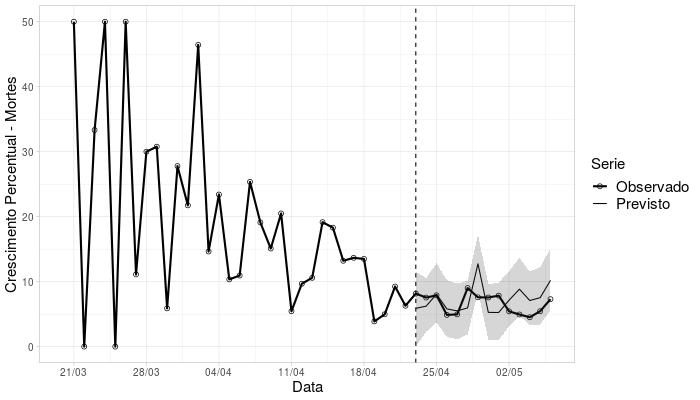 Crescimento Percentual - Mortes
50
40
30
20
10
0
21/03
28/03
04/04
11/04
18/04
25/04
02/05
Data
Serie
Observado
Previsto